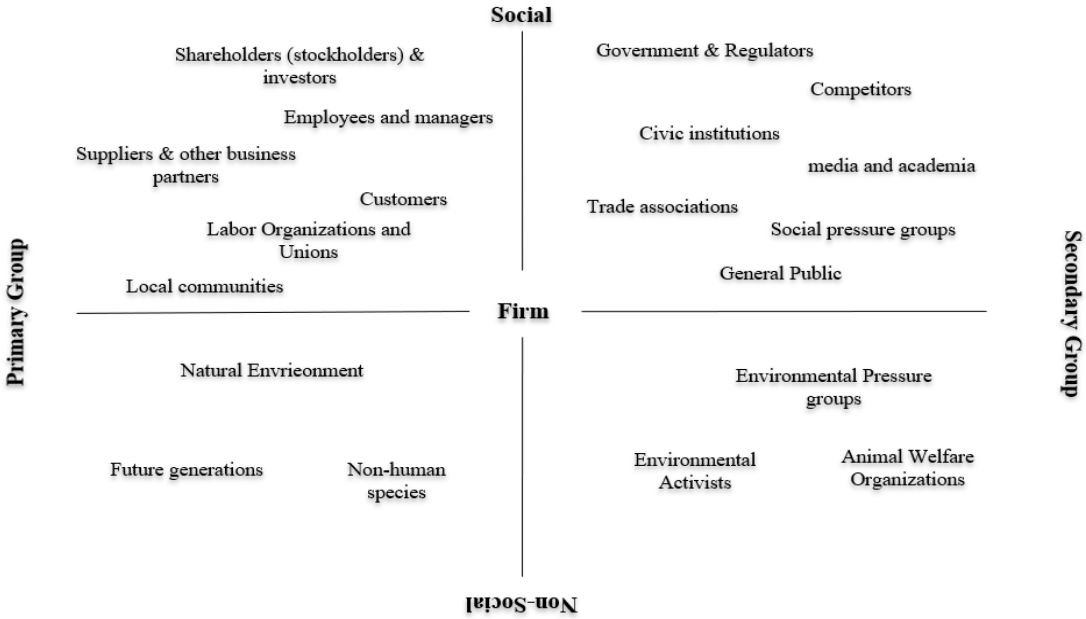 Social
Shareholders (stockholders) &
investors
Employees and managers
Suppliers & other business
partners
Customers
Labor Organizations and
Unions
Local communities
Government & Regulators
Competitors
Civic institutions
media and academia
Trade associations
Social pressure groups
General Public
Primary Group
Firm
Secondary Group
Natural Envrieonment
Future generations
Non-human
species
Environmental Pressure
groups
Environmental
Activists
Animal Welfare
Organizations
Non-Social